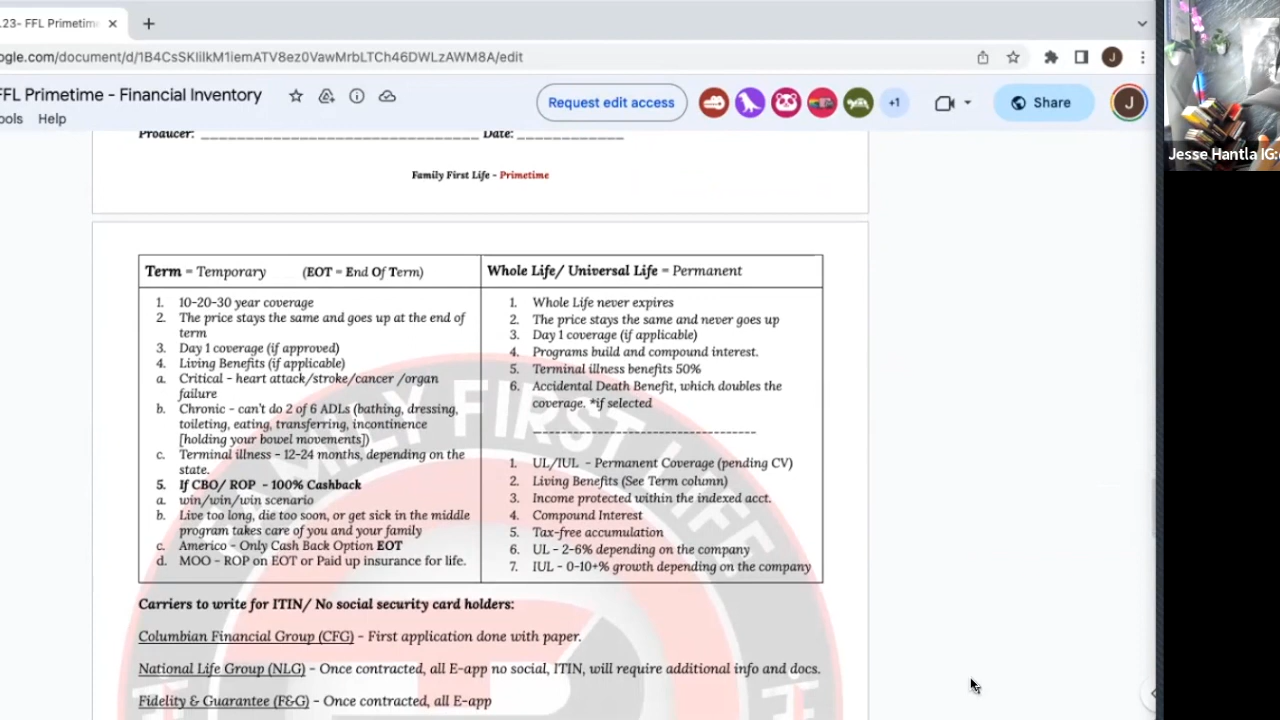 .23- FFL Primetim
ogle.com/document/d/1B4CsSKIilkM1iemATV8ez0VawMrbLTCh46DWLzAWM8A/edit
FFL Primetime - Financial Inventory
Request edit access
+1
Share
J
ools Help
Jesse Hantla IG:
Producer: ______________________________ Date: ____________
Family First Life - Primetime
Term = Temporary (EOT = End Of Term)
1. 10-20-30 year coverage
2. The price stays the same and goes up at the end of
term
3. Day 1 coverage (if approved)
4. Living Benefits (if applicable)
a. Critical - heart attack/stroke/cancer /organ
failure
b. Chronic - can't do 2 of 6 ADLs (bathing, dressing,
toileting, eating, transferring, incontinence
[holding your bowel movements])
c. Terminal illness - 12-24 months, depending on the
state.
5. If CBO/ ROP - 100% Cashback
a. win/win/win scenario
b. Live too long, die too soon, or get sick in the middle
program takes care of you and your family
c. Americo - Only Cash Back Option EOT
d. MOO - ROP on EOT or Paid up insurance for life.
Whole Life/ Universal Life = Permanent
1. Whole Life never expires
2. The price stays the same and never goes up
3. Day 1 coverage (if applicable)
4. Programs build and compound interest.
5. Terminal illness benefits 50%
6. Accidental Death Benefit, which doubles the
coverage. *if selected
--------------------------------------
1. UL/IUL - Permanent Coverage (pending CV)
2. Living Benefits (See Term column)
3. Income protected within the indexed acct.
4. Compound Interest
5. Tax-free accumulation
6. UL - 2-6% depending on the company
7. IUL - 0-10+% growth depending on the company
FAMILY FIRST LIFE
Carriers to write for ITIN/ No social security card holders:
Columbian Financial Group (CFG) - First application done with paper.
National Life Group (NLG) - Once contracted, all E-app no social, ITIN, will require additional info and docs.
Fidelity & Guarantee (F&G) - Once contracted, all E-app